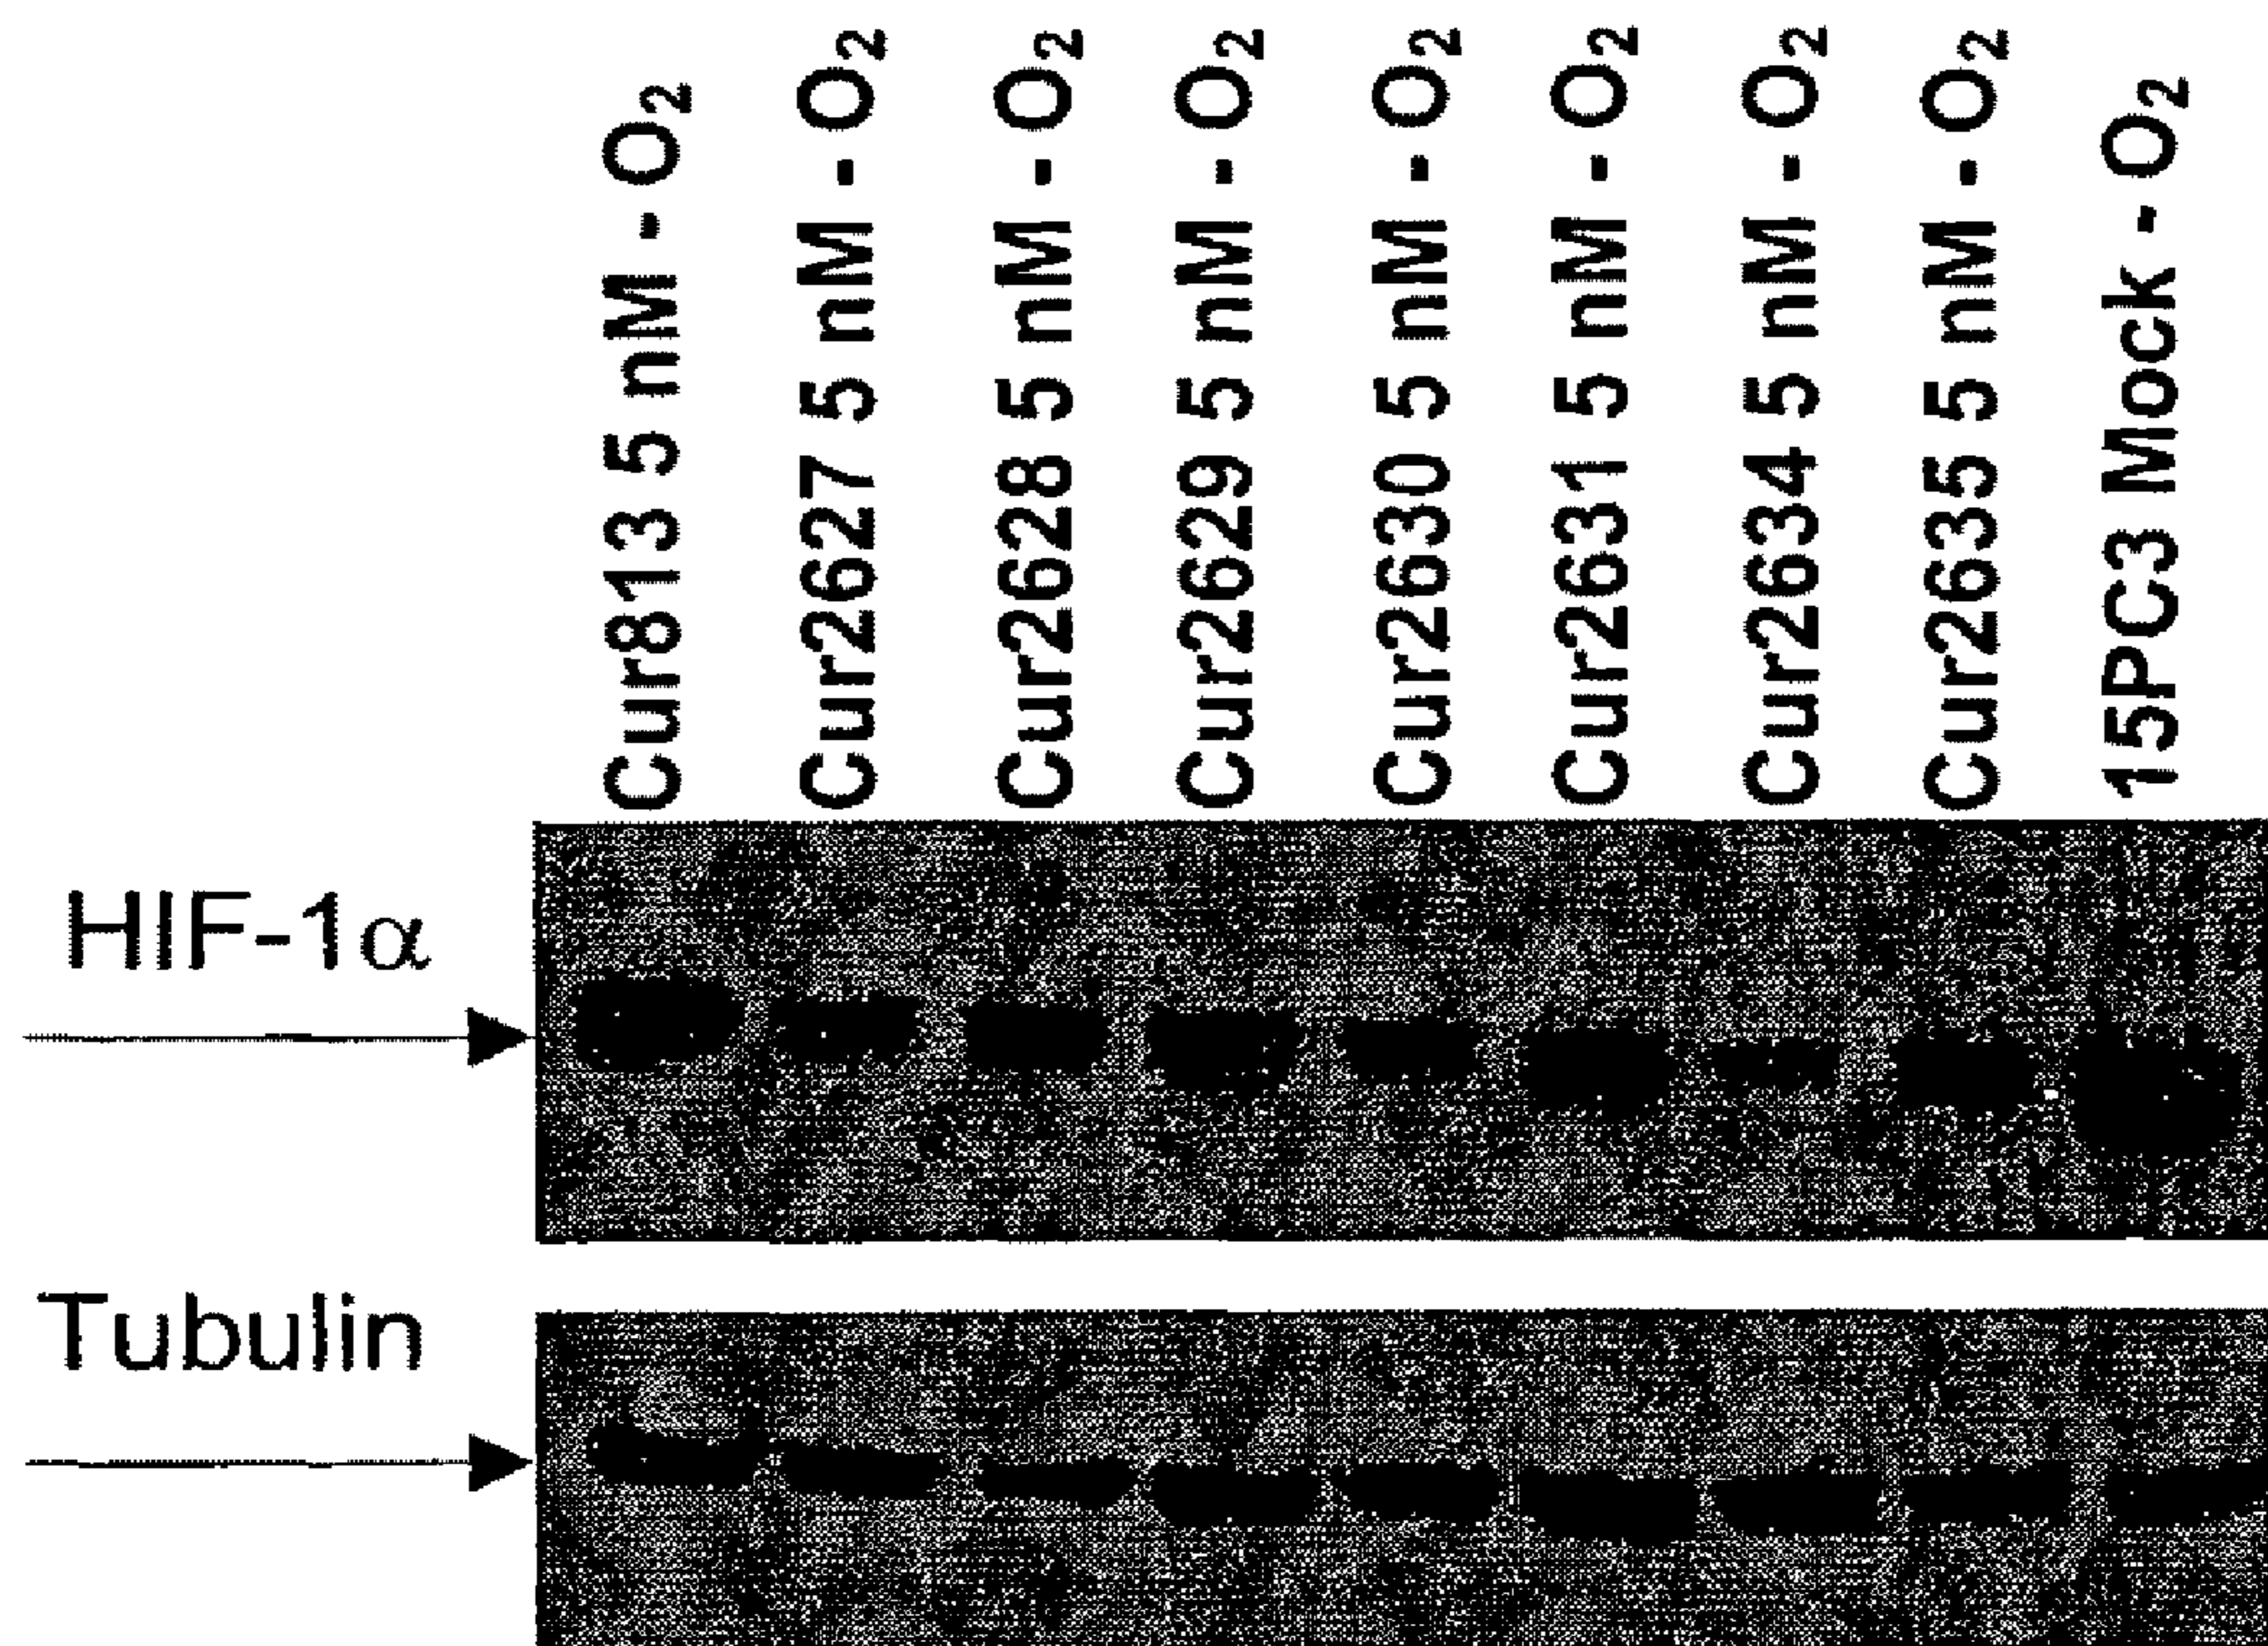 Cur813 5 nM - O₂
Cur2627 5 nM - O₂
Cur2628 5 nM - O₂
Cur2629 5 nM - O₂
Cur2630 5 nM - O₂
Cur2631 5 nM - O₂
Cur2634 5 nM - O₂
Cur2635 5 nM - O₂
15PC3 Mock - O₂
HIF-1α
Tubulin